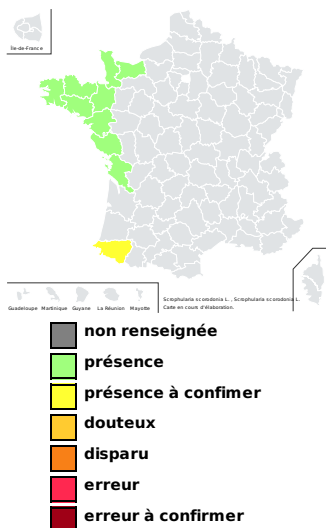 Île-de-France
Guadeloupe Martinique Guyane La Réunion Mayotte
Scrophularia scorodonia L. , Scrophularia scorodonia L.
Carte en cours d'élaboration.
non renseignée
présence
présence à confimer
douteux
disparu
erreur
erreur à confirmer